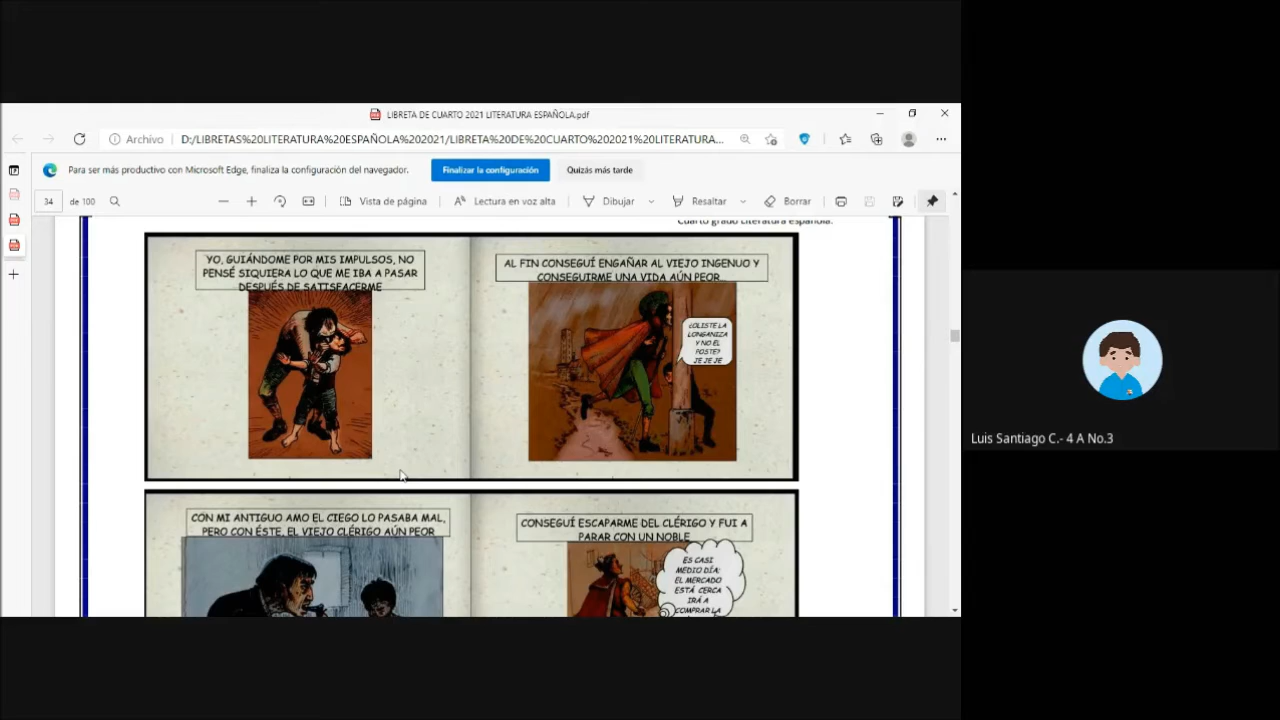 LIBRETA DE CUARTO 2021 LITERATURA ESPAÑOLA.pdf
Archivo
D:/LIBRETAS%20LITERATURA%20ESPAÑOLA%202021/LIBRETA%20DE%20CUARTO%202021%20LITERATURA...
Para ser más productivo con Microsoft Edge, finaliza la configuración del navegador.
Finalizar la configuración
Quizás más tarde
34
de 100
Vista de página
Lectura en voz alta
Dibujar
Resaltar
Borrar
Cuarto grado Literatura española.
YO, GUIÁNDOME POR MIS IMPULSOS, NO
PENSÉ SIQUIERA LO QUE ME IBA A PASAR
DESPUÉS DE SATISFACERME
AL FIN CONSEGUÍ ENGAÑAR AL VIEJO INGENUO Y
CONSEGUIRME UNA VIDA AÚN PEOR
¿OLISTE LA
LONGANIZA
Y NO EL
POSTE?
JE JE JE
CON MI ANTIGUO AMO EL CIEGO LO PASABA MAL,
PERO CON ÉSTE, EL VIEJO CLÉRIGO AÚN PEOR
CONSEGUÍ ESCAPARME DEL CLÉRIGO Y FUI A
PARAR CON UN NOBLE
ES CASI
MEDIO DÍA;
EL MERCADO
ESTÁ CERCA
IRÁ A
COMPRAR LA
Luis Santiago C.- 4 A No.3